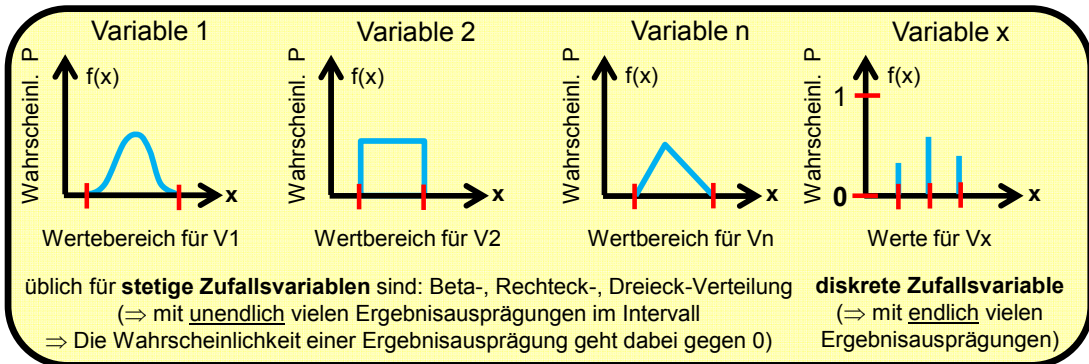 Variable 1 Variable 2 Variable n Variable x
Wahrscheinl. P f(x) x
Wahrscheinl. P f(x) x
Wahrscheinl. P f(x) x
Wahrscheinl. P f(x) 1 0 x
Wertebereich für V1 Wertbereich für V2 Wertbereich für Vn Werte für Vx
üblich für stetige Zufallsvariablen sind: Beta-, Rechteck-, Dreieck-Verteilung
(⇒ mit unendlich vielen Ergebnisausprägungen im Intervall
⇒ Die Wahrscheinlichkeit einer Ergebnisausprägung geht dabei gegen 0)
diskrete Zufallsvariable
(⇒ mit endlich vielen
Ergebnisausprägungen)